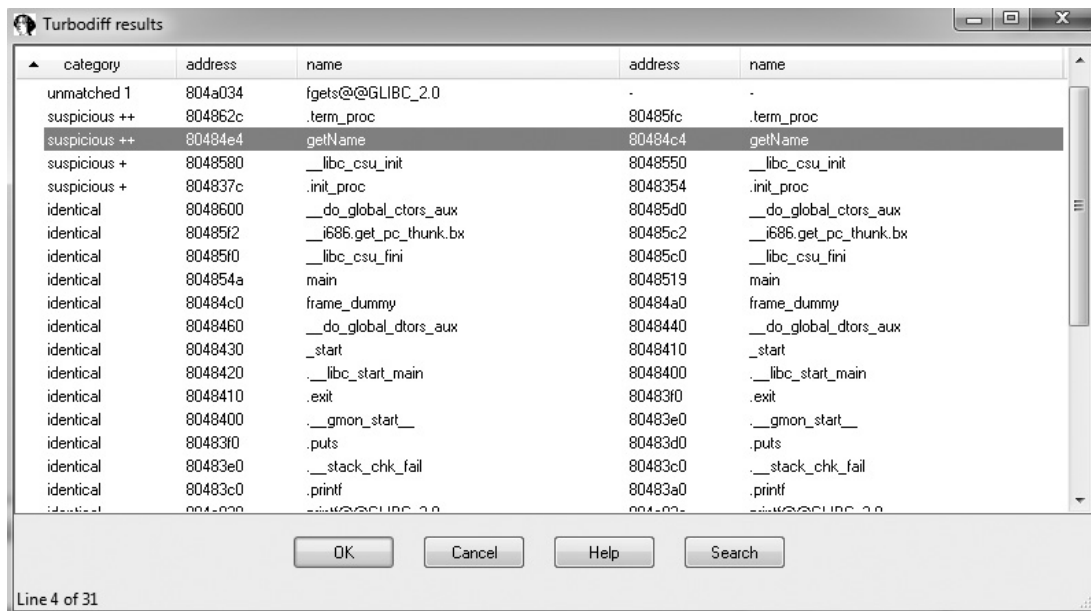 Turbodiff results
category address name address name
unmatched 1 804a034 fgets@@GLIBC_2.0 - -
suspicious ++ 804862c .term_proc 80485fc .term_proc
suspicious ++ 80484e4 getName 80484c4 getName
suspicious + 8048580 __libc_csu_init 8048550 __libc_csu_init
suspicious + 804837c .init_proc 8048354 .init_proc
identical 8048600 __do_global_ctors_aux 80485d0 __do_global_ctors_aux
identical 80485f2 __i686.get_pc_thunk.bx 80485c2 __i686.get_pc_thunk.bx
identical 80485f0 __libc_csu_fini 80485c0 __libc_csu_fini
identical 804854a main 8048519 main
identical 80484c0 frame_dummy 80484a0 frame_dummy
identical 8048460 __do_global_dtors_aux 8048440 __do_global_dtors_aux
identical 8048430 _start 8048410 _start
identical 8048420 .__libc_start_main 8048400 .__libc_start_main
identical 8048410 .exit 80483f0 .exit
identical 8048400 .__gmon_start__ 80483e0 .__gmon_start__
identical 80483f0 .puts 80483d0 .puts
identical 80483e0 .__stack_chk_fail 80483c0 .__stack_chk_fail
identical 80483c0 .printf 80483a0 .printf
OK Cancel Help Search
Line 4 of 31